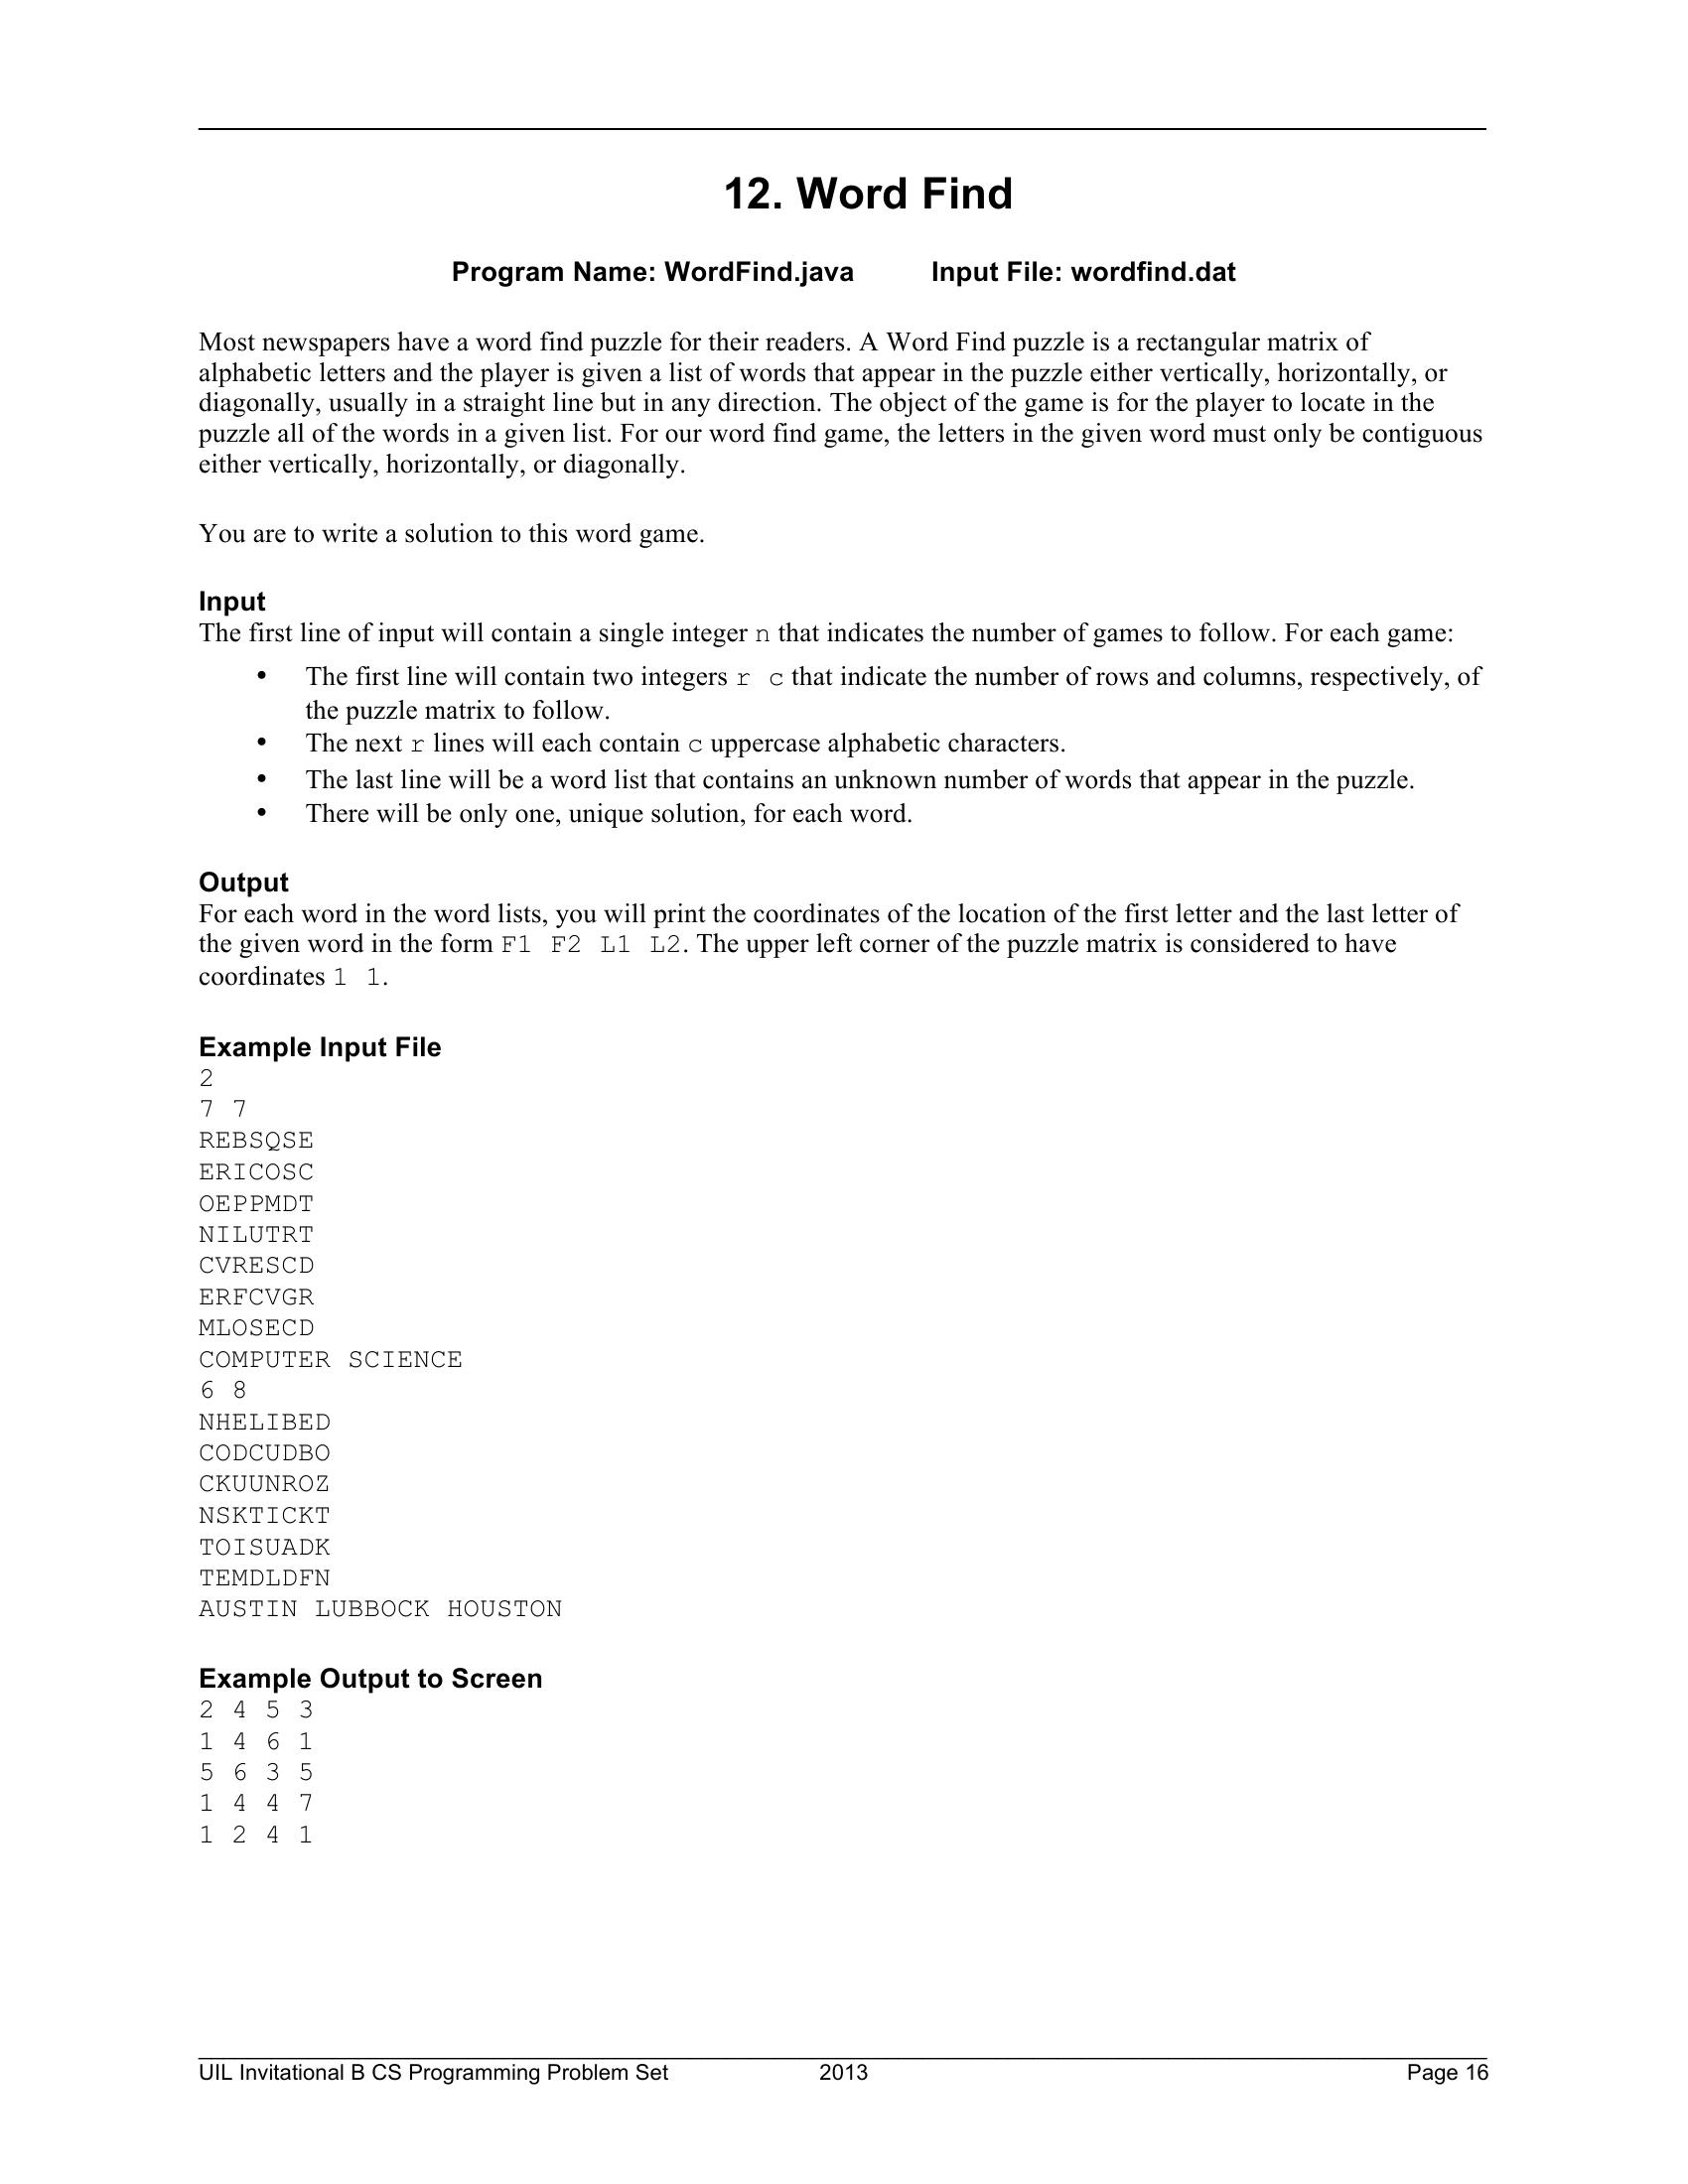 12. Word Find
Program Name: WordFind.java Input File: wordfind.dat
Most newspapers have a word find puzzle for their readers. A Word Find puzzle is a rectangular matrix of
alphabetic letters and the player is given a list of words that appear in the puzzle either vertically, horizontally, or
diagonally, usually in a straight line but in any direction. The object of the game is for the player to locate in the
puzzle all of the words in a given list. For our word find game, the letters in the given word must only be contiguous
either vertically, horizontally, or diagonally.
You are to write a solution to this word game.
Input
The first line of input will contain a single integer n that indicates the number of games to follow. For each game:
• The first line will contain two integers r c that indicate the number of rows and columns, respectively, of
the puzzle matrix to follow.
• The next r lines will each contain c uppercase alphabetic characters.
• The last line will be a word list that contains an unknown number of words that appear in the puzzle.
• There will be only one, unique solution, for each word.
Output
For each word in the word lists, you will print the coordinates of the location of the first letter and the last letter of
the given word in the form F1 F2 L1 L2. The upper left corner of the puzzle matrix is considered to have
coordinates 1 1.
Example Input File
2
7 7
REBSQSE
ERICOSC
OEPPMDT
NILUTRT
CVRESCD
ERFCVGR
MLOSECD
COMPUTER SCIENCE
6 8
NHELIBED
CODCUDBO
CKUUNROZ
NSKTICKT
TOISUADK
TEMDLDFN
AUSTIN LUBBOCK HOUSTON
Example Output to Screen
2 4 5 3
1 4 6 1
5 6 3 5
1 4 4 7
1 2 4 1
UIL Invitational B CS Programming Problem Set 2013 Page 16